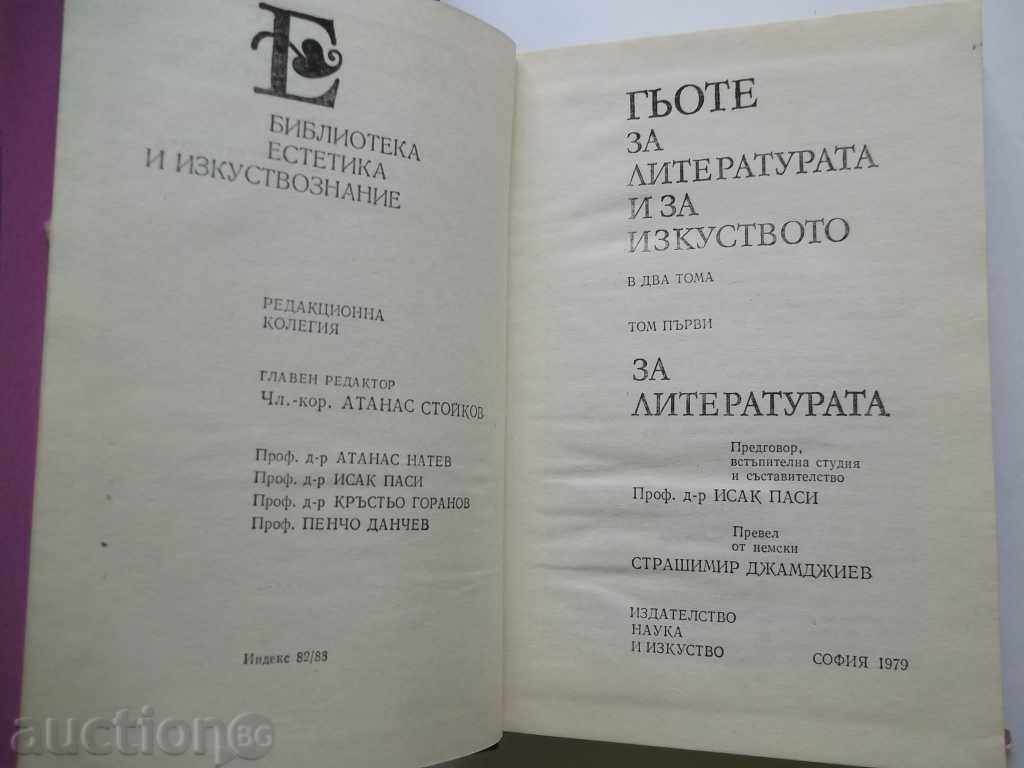 Е
БИБЛИОТЕКА
ЕСТЕТИКА
И ИЗКУСТВОЗНАНИЕ
РЕДАКЦИОННА
КОЛЕГИЯ
ГЛАВЕН РЕДАКТОР
Чл.-кор. АТАНАС СТОЙКОВ
Проф. д-р АТАНАС НАТЕВ
Проф. д-р ИСАК ПАСИ
Проф. д-р КРЪСТЬО ГОРАНОВ
Проф. ПЕНЧО ДАНЧЕВ
Индекс 82/83
ГЬОТЕ
ЗА
ЛИТЕРАТУРАТА
И ЗА
ИЗКУСТВОТО
В ДВА ТОМА
ТОМ ПЪРВИ
ЗА
ЛИТЕРАТУРАТА
Предговор,
встъпителна студия
и съставителство
Проф. д-р ИСАК ПАСИ
Превел
от немски
СТРАШИМИР ДЖАМДЖИЕВ
ИЗДАТЕЛСТВО
НАУКА
И ИЗКУСТВО СОФИЯ 1979
auction BG